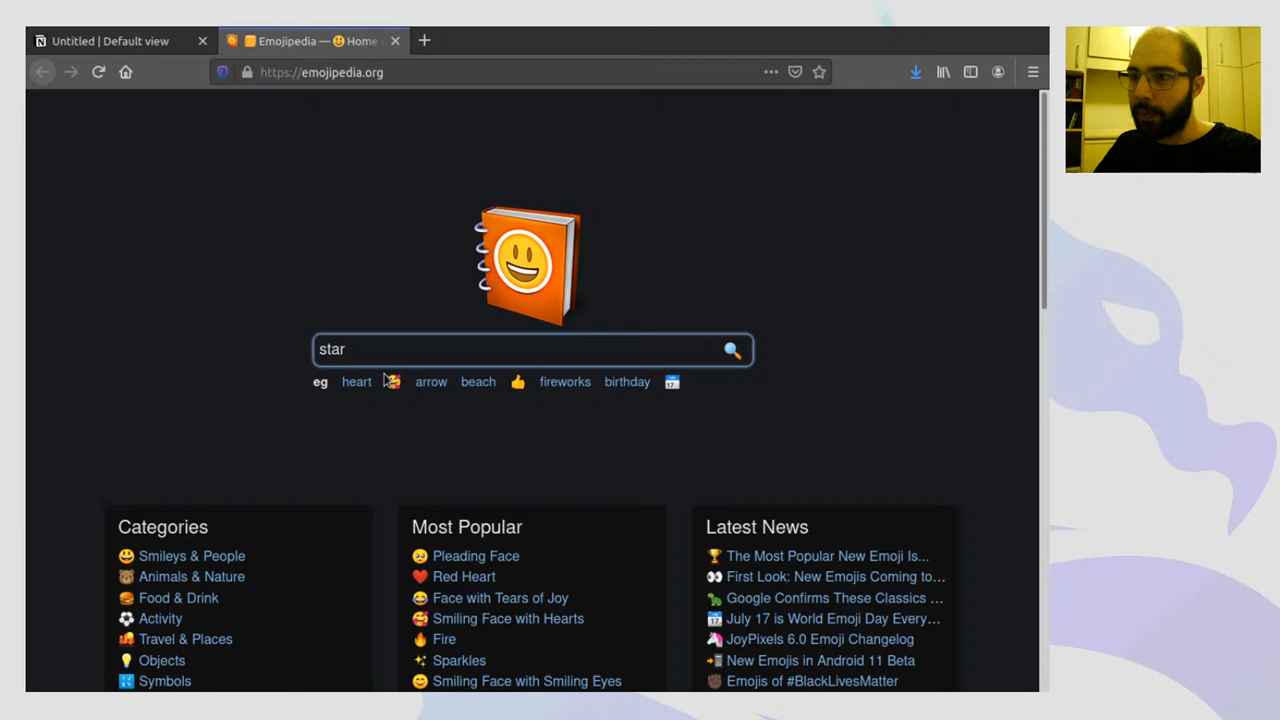 Untitled | Default view
Emojipedia — 😃 Home
https://emojipedia.org
star
eg heart 🥰 arrow beach 👍 fireworks birthday 📅
Categories
😃 Smileys & People
🐻 Animals & Nature
🍔 Food & Drink
⚽ Activity
🌇 Travel & Places
💡 Objects
🔣 Symbols
Most Popular
🥺 Pleading Face
❤️ Red Heart
😂 Face with Tears of Joy
🥰 Smiling Face with Hearts
🔥 Fire
✨ Sparkles
😊 Smiling Face with Smiling Eyes
Latest News
🏆 The Most Popular New Emoji Is...
👀 First Look: New Emojis Coming to...
🐢 Google Confirms These Classics ...
📅 July 17 is World Emoji Day Every...
🦄 JoyPixels 6.0 Emoji Changelog
📲 New Emojis in Android 11 Beta
✊🏿 Emojis of #BlackLivesMatter